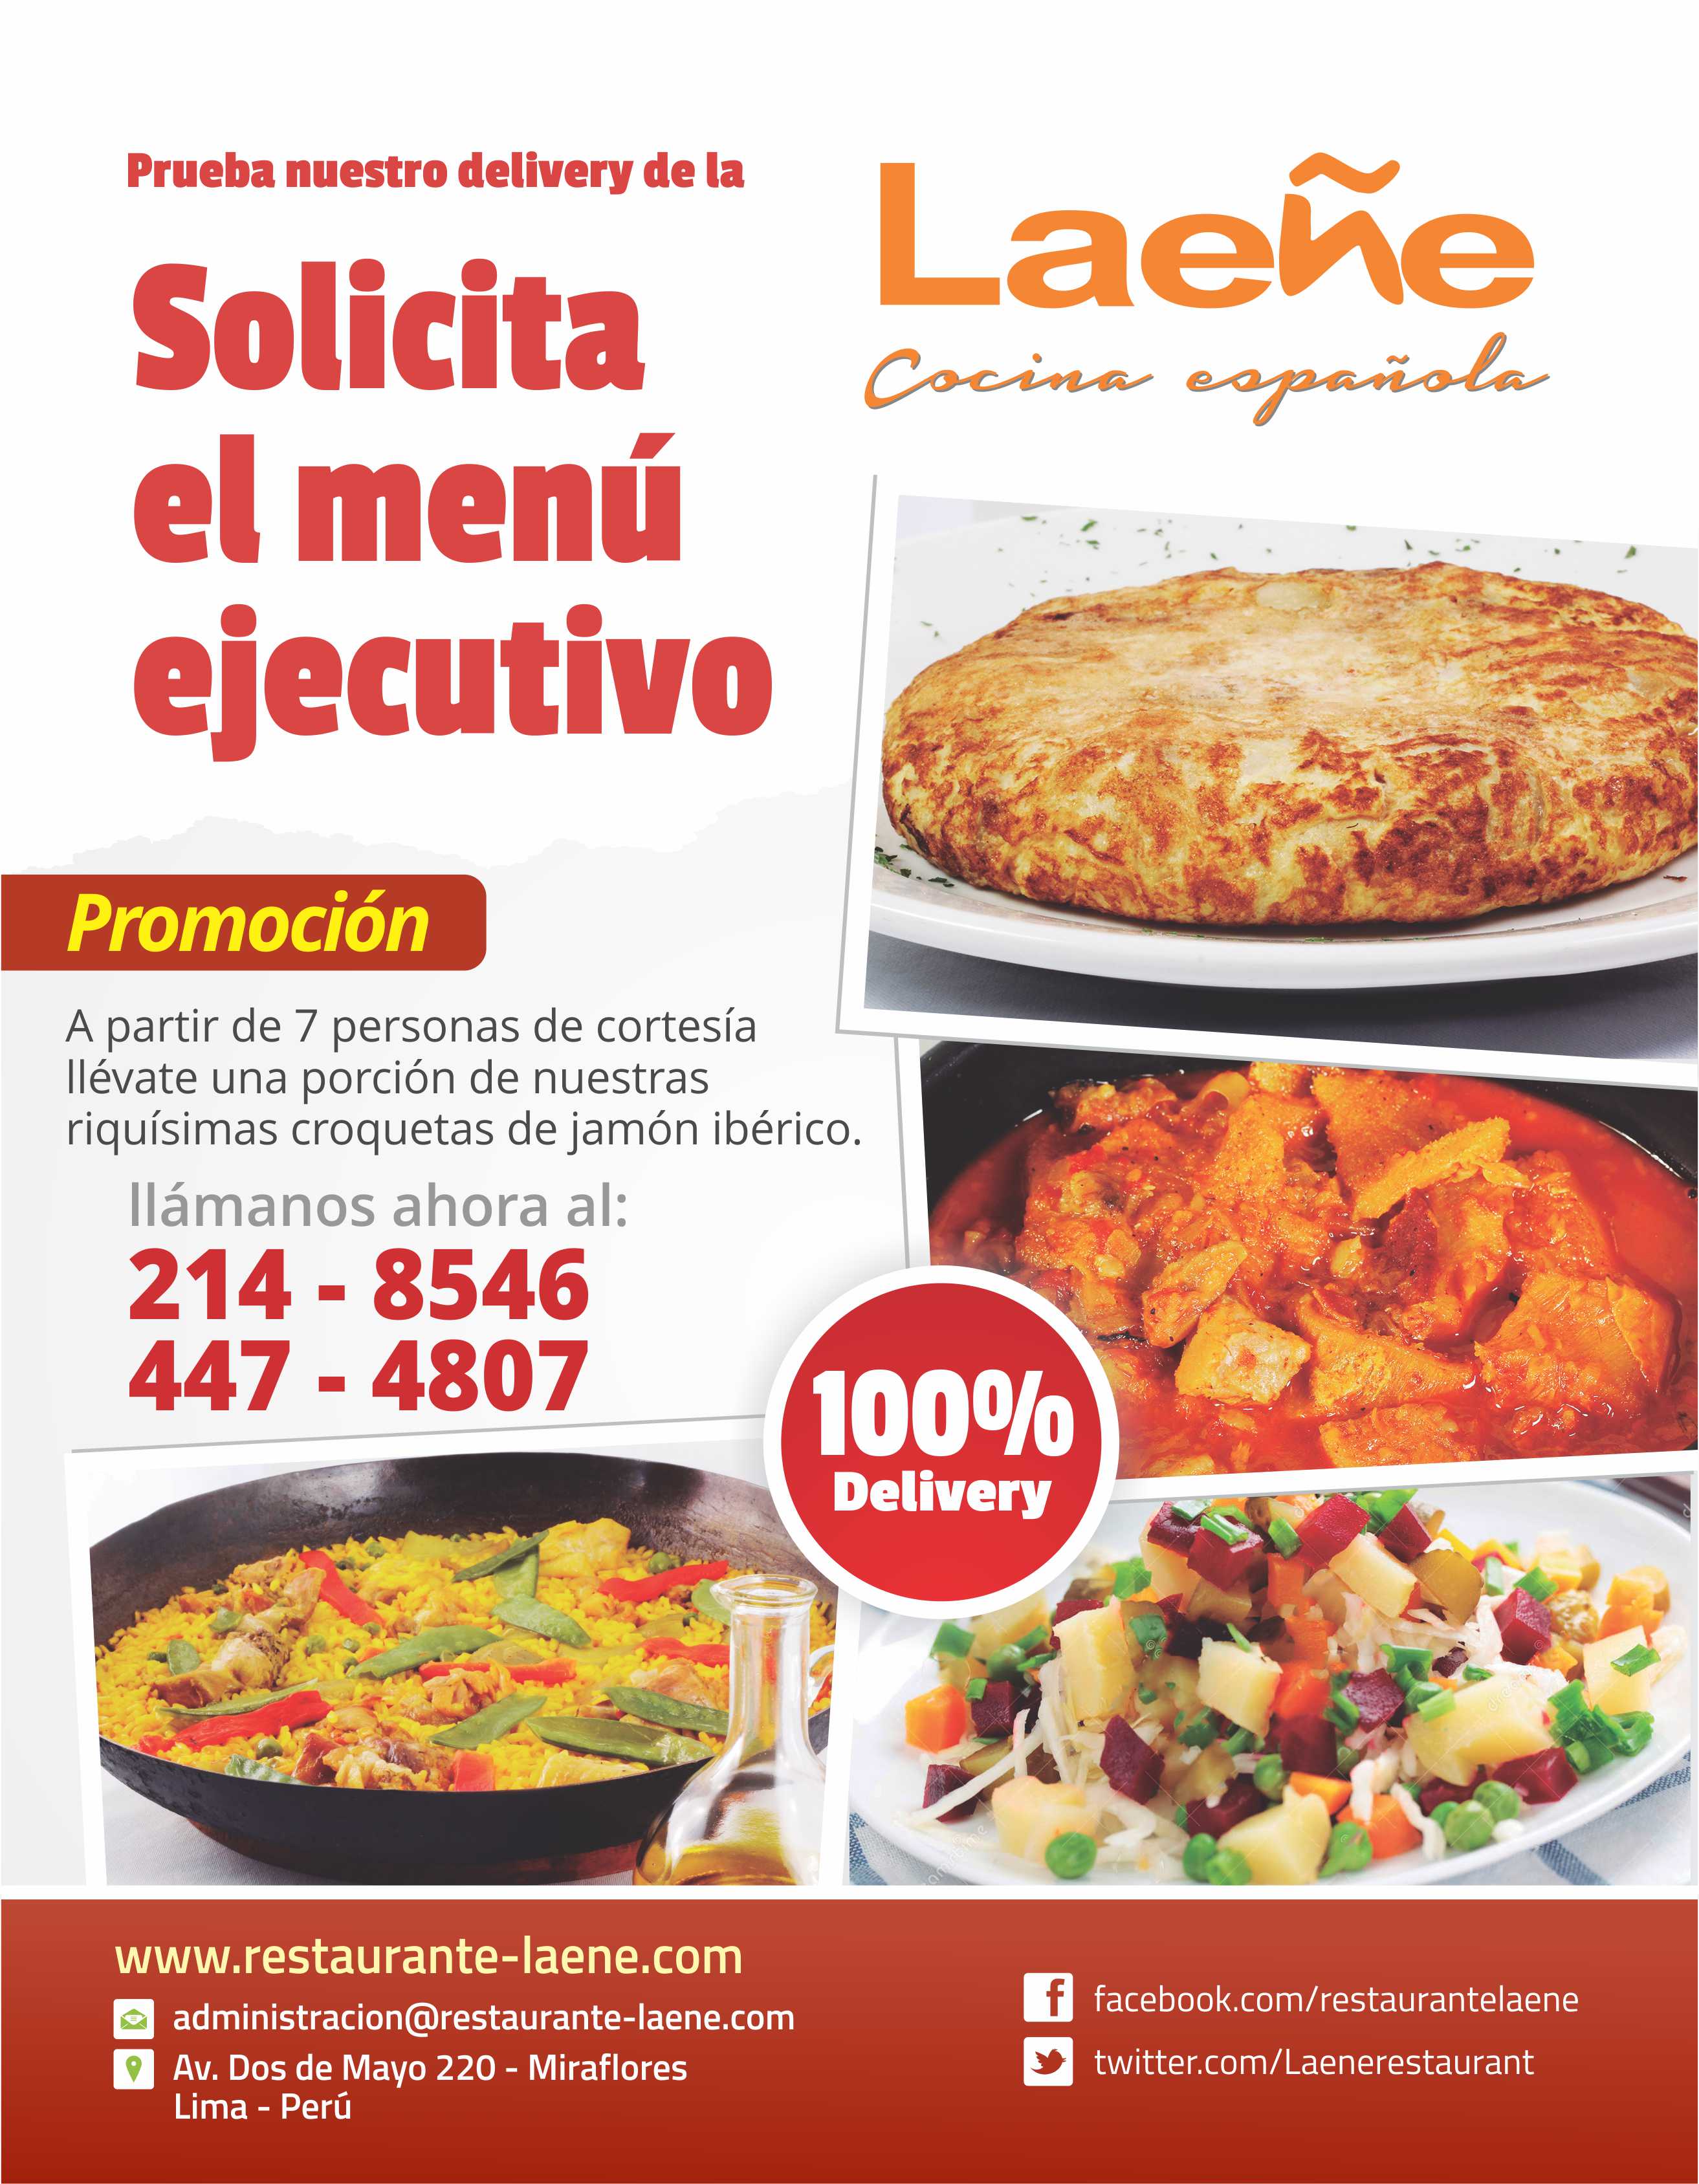 Prueba nuestro delivery de la
Laeñe
Cocina española
Solicita
el menú
ejecutivo
Promoción
A partir de 7 personas de cortesía
llévate una porción de nuestras
riquísimas croquetas de jamón ibérico.
llámanos ahora al:
214 - 8546
447 - 4807
100%
Delivery
www.restaurante-laene.com
administracion@restaurante-laene.com
Av. Dos de Mayo 220 - Miraflores
Lima - Perú
facebook.com/restaurantelaene
twitter.com/Laenerestaurant